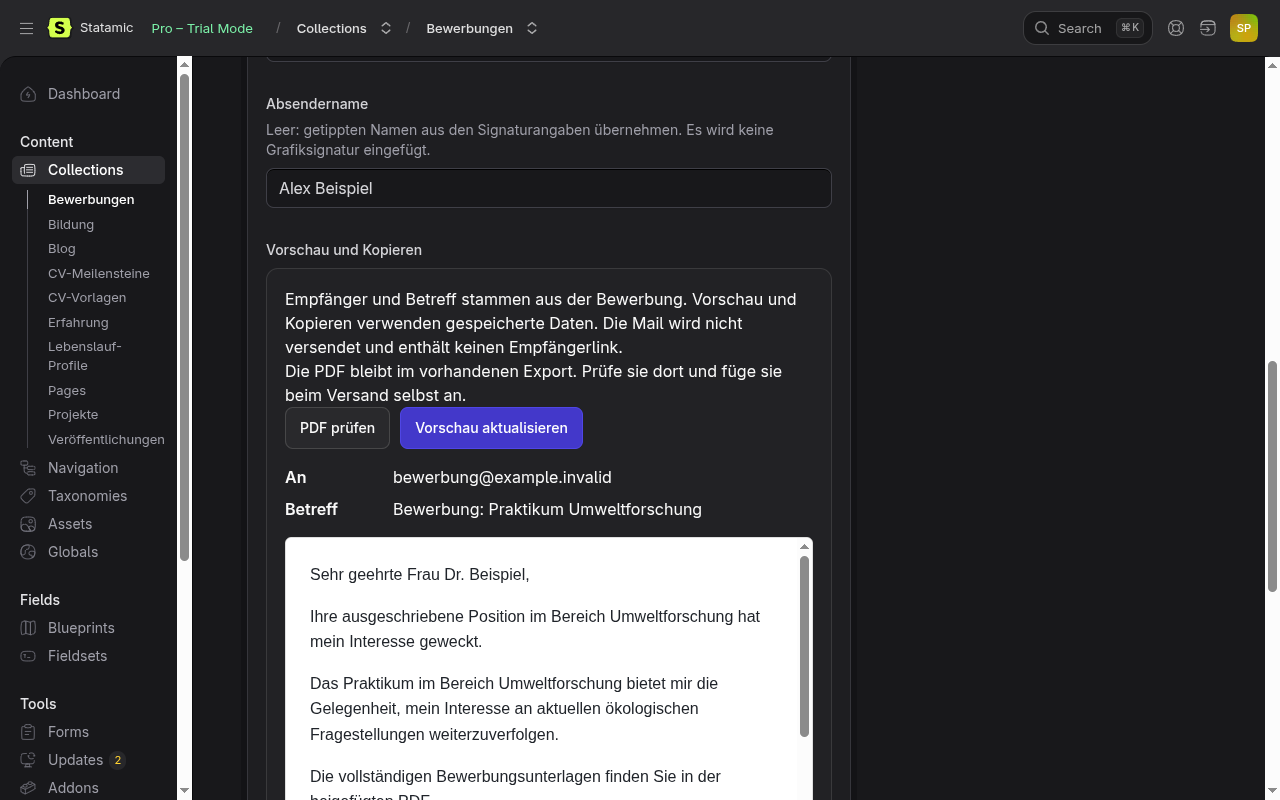 Statamic
Pro – Trial Mode
/
Collections
/
Bewerbungen
Search
⌘K
SP
Dashboard
Content
Collections
Bewerbungen
Bildung
Blog
CV-Meilensteine
CV-Vorlagen
Erfahrung
Lebenslauf-
Profile
Pages
Projekte
Veröffentlichungen
Navigation
Taxonomies
Assets
Globals
Fields
Blueprints
Fieldsets
Tools
Forms
Updates
2
Addons
Absendername
Leer: getippten Namen aus den Signaturangaben übernehmen. Es wird keine
Grafiksignatur eingefügt.
Alex Beispiel
Vorschau und Kopieren
Empfänger und Betreff stammen aus der Bewerbung. Vorschau und
Kopieren verwenden gespeicherte Daten. Die Mail wird nicht
versendet und enthält keinen Empfängerlink.
Die PDF bleibt im vorhandenen Export. Prüfe sie dort und füge sie
beim Versand selbst an.
PDF prüfen
Vorschau aktualisieren
An
bewerbung@example.invalid
Betreff
Bewerbung: Praktikum Umweltforschung
Sehr geehrte Frau Dr. Beispiel,
Ihre ausgeschriebene Position im Bereich Umweltforschung hat
mein Interesse geweckt.
Das Praktikum im Bereich Umweltforschung bietet mir die
Gelegenheit, mein Interesse an aktuellen ökologischen
Fragestellungen weiterzuverfolgen.
Die vollständigen Bewerbungsunterlagen finden Sie in der
beigefügten PDF.